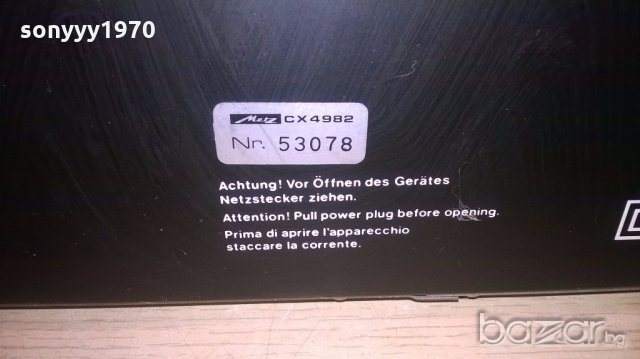 sonyyy1970
Metz CX4982
Nr. 53078
Achtung! Vor Öffnen des Gerätes
Netzstecker ziehen.
Attention! Pull power plug before opening.
Prima di aprire l'apparecchio
staccare la corrente.
bazar.bg